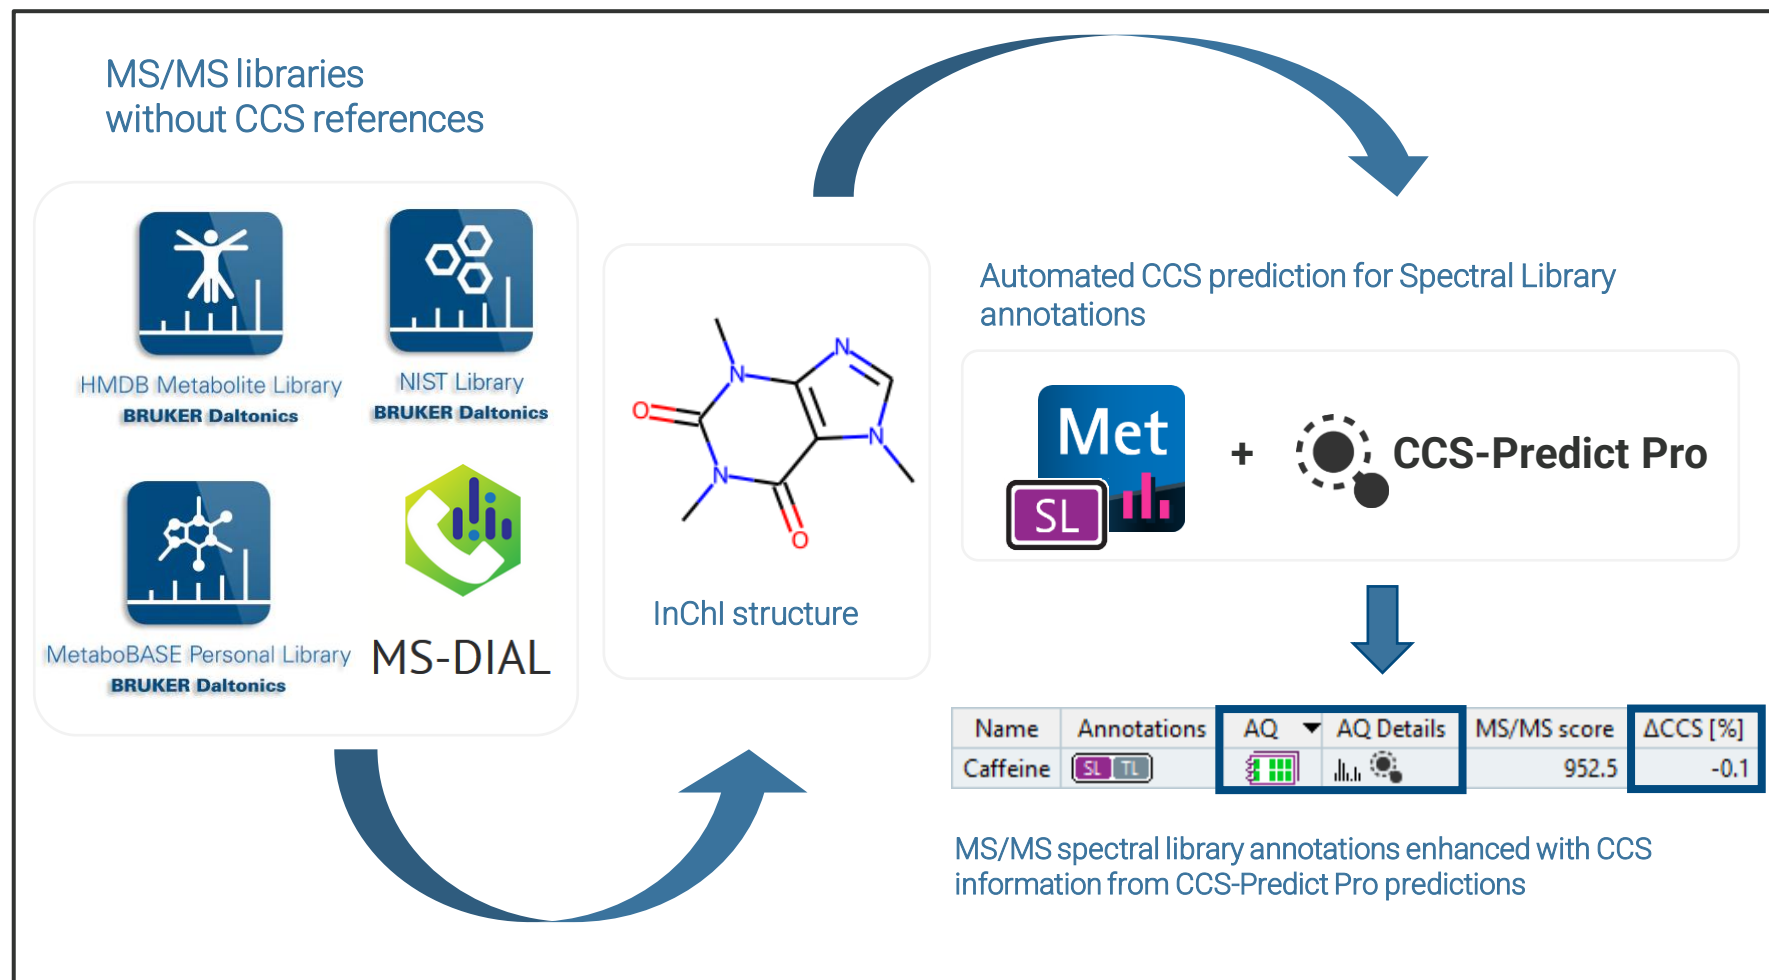 MS/MS libraries
without CCS references
HMDB Metabolite Library
BRUKER Daltonics
NIST Library
BRUKER Daltonics
MetaboBASE Personal Library
BRUKER Daltonics
MS-DIAL
N
N
O
N
N
O
InChI structure
Automated CCS prediction for Spectral Library
annotations
Met
SL
+
CCS-Predict Pro
Name Annotations AQ AQ Details MS/MS score ΔCCS [%]
Caffeine SL TL 952.5 -0.1
MS/MS spectral library annotations enhanced with CCS
information from CCS-Predict Pro predictions